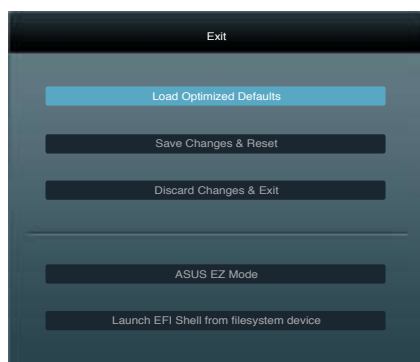 Exit
Load Optimized Defaults
Save Changes & Reset
Discard Changes & Exit
ASUS EZ Mode
Launch EFI Shell from filesystem device